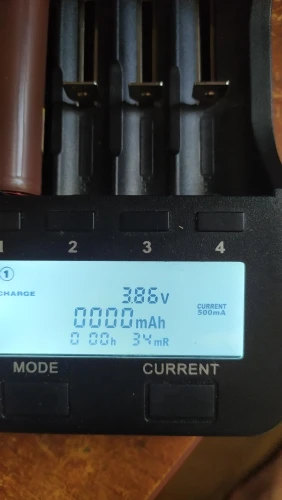 1 2 3 4
1
CHARGE 3.86v
CURRENT
500mA
0000mAh
0 00h 34mR
MODE CURRENT